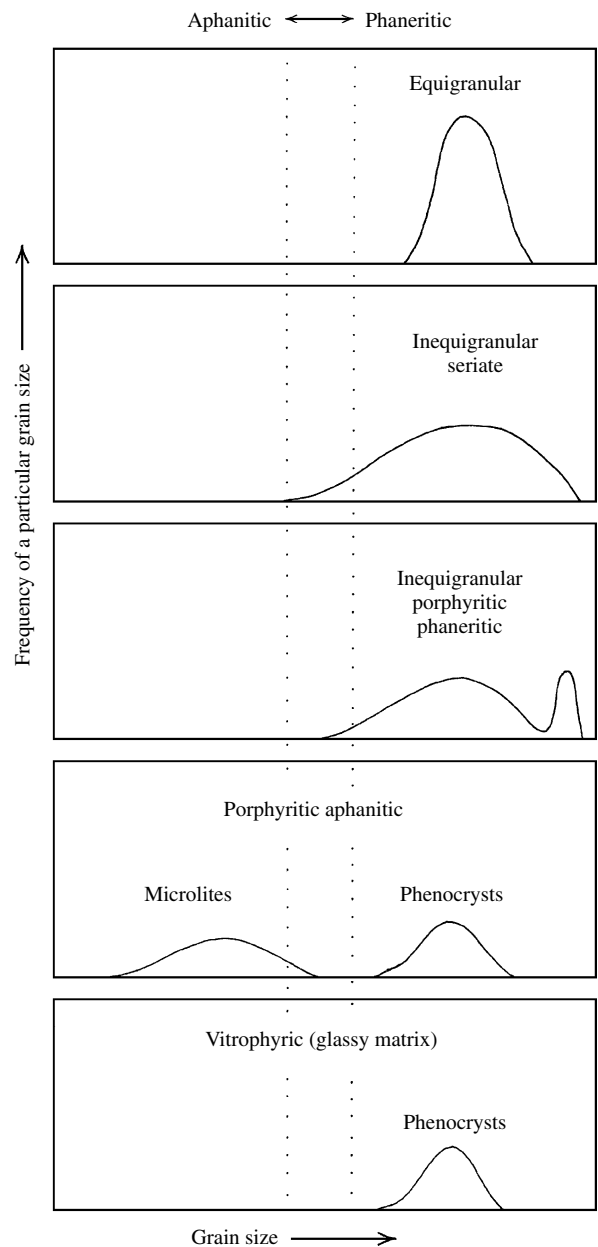 Aphanitic
Phaneritic
Equigranular
Inequigranular
seriate
Frequency of a particular grain size
Inequigranular
porphyritic
phaneritic
Porphyritic aphanitic
Microlites
Phenocrysts
Vitrophyric (glassy matrix)
Phenocrysts
Grain size